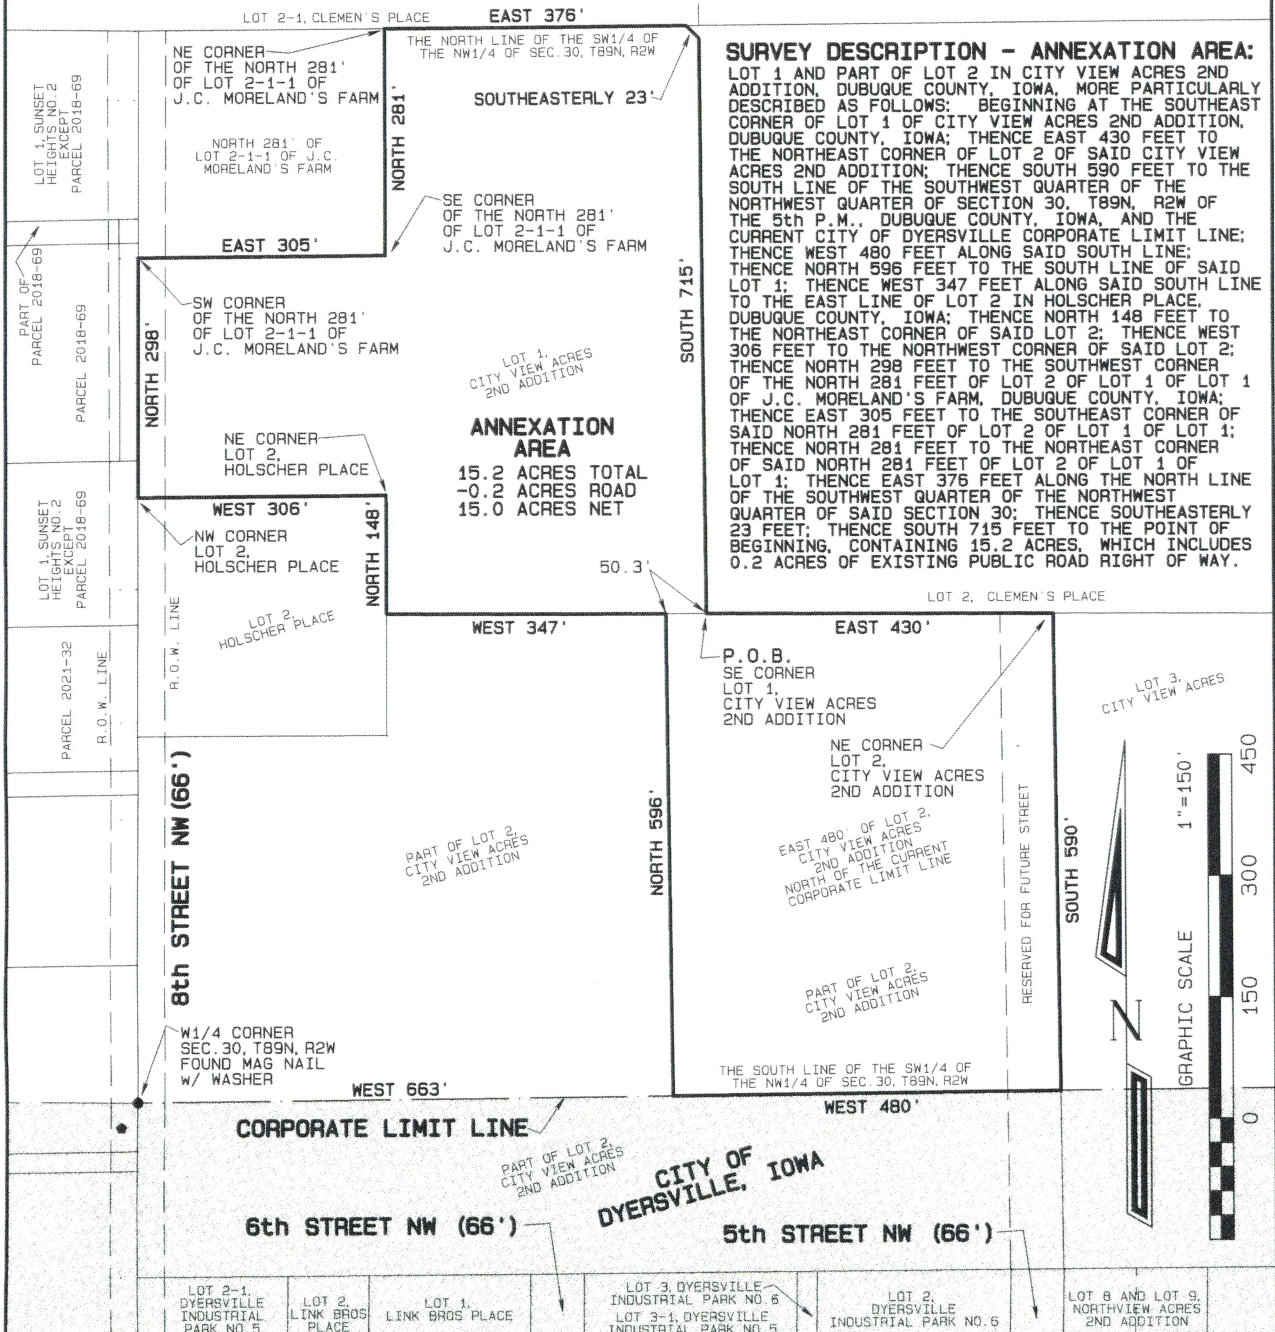 LOT 2-1, CLEMEN'S PLACE
EAST 376'
THE NORTH LINE OF THE SW1/4 OF
THE NW1/4 OF SEC.30, T89N, R2W
NE CORNER
OF THE NORTH 281'
OF LOT 2-1-1 OF
J.C. MORELAND'S FARM
SOUTHEASTERLY 23'
LOT 1, SUNSET
HEIGHTS NO.2
EXCEPT
PARCEL 2018-69
NORTH 281' OF
LOT 2-1-1 OF J.C.
MORELAND'S FARM
NORTH 281'
SE CORNER
OF THE NORTH 281'
OF LOT 2-1-1 OF
J.C. MORELAND'S FARM
EAST 305'
PART OF
PARCEL 2018-69
SW CORNER
OF THE NORTH 281'
OF LOT 2-1-1 OF
J.C. MORELAND'S FARM
PARCEL 2018-69
NORTH 298'
SOUTH 715'
LOT 1,
CITY VIEW ACRES
2ND ADDITION
ANNEXATION
AREA
15.2 ACRES TOTAL
-0.2 ACRES ROAD
15.0 ACRES NET
NE CORNER
LOT 2,
HOLSCHER PLACE
WEST 306'
NW CORNER
LOT 2,
HOLSCHER PLACE
NORTH 148'
LOT 1, SUNSET
HEIGHTS NO.2
EXCEPT
PARCEL 2018-69
50.3'
SURVEY DESCRIPTION - ANNEXATION AREA:
LOT 1 AND PART OF LOT 2 IN CITY VIEW ACRES 2ND
ADDITION, DUBUQUE COUNTY, IOWA, MORE PARTICULARLY
DESCRIBED AS FOLLOWS: BEGINNING AT THE SOUTHEAST
CORNER OF LOT 1 OF CITY VIEW ACRES 2ND ADDITION,
DUBUQUE COUNTY, IOWA; THENCE EAST 430 FEET TO
THE NORTHEAST CORNER OF LOT 2 OF SAID CITY VIEW
ACRES 2ND ADDITION; THENCE SOUTH 590 FEET TO THE
SOUTH LINE OF THE SOUTHWEST QUARTER OF THE
NORTHWEST QUARTER OF SECTION 30, T89N, R2W OF
THE 5th P.M., DUBUQUE COUNTY, IOWA, AND THE
CURRENT CITY OF DYERSVILLE CORPORATE LIMIT LINE;
THENCE WEST 480 FEET ALONG SAID SOUTH LINE;
THENCE NORTH 596 FEET TO THE SOUTH LINE OF SAID
LOT 1; THENCE WEST 347 FEET ALONG SAID SOUTH LINE
TO THE EAST LINE OF LOT 2 IN HOLSCHER PLACE,
DUBUQUE COUNTY, IOWA; THENCE NORTH 148 FEET TO
THE NORTHEAST CORNER OF SAID LOT 2; THENCE WEST
306 FEET TO THE NORTHWEST CORNER OF SAID LOT 2;
THENCE NORTH 298 FEET TO THE SOUTHWEST CORNER
OF THE NORTH 281 FEET OF LOT 2 OF LOT 1 OF LOT 1
OF J.C. MORELAND'S FARM, DUBUQUE COUNTY, IOWA;
THENCE EAST 305 FEET TO THE SOUTHEAST CORNER OF
SAID NORTH 281 FEET OF LOT 2 OF LOT 1 OF LOT 1;
THENCE NORTH 281 FEET TO THE NORTHEAST CORNER
OF SAID NORTH 281 FEET OF LOT 2 OF LOT 1 OF
LOT 1; THENCE EAST 376 FEET ALONG THE NORTH LINE
OF THE SOUTHWEST QUARTER OF THE NORTHWEST
QUARTER OF SAID SECTION 30; THENCE SOUTHEASTERLY
23 FEET; THENCE SOUTH 715 FEET TO THE POINT OF
BEGINNING, CONTAINING 15.2 ACRES, WHICH INCLUDES
0.2 ACRES OF EXISTING PUBLIC ROAD RIGHT OF WAY.
LOT 2, CLEMEN'S PLACE
LOT 2,
HOLSCHER PLACE
WEST 347'
EAST 430'
R.O.W. LINE
PARCEL 2021-32
R.O.W. LINE
P.O.B.
SE CORNER
LOT 1,
CITY VIEW ACRES
2ND ADDITION
LOT 3,
CITY VIEW ACRES
NE CORNER
LOT 2,
CITY VIEW ACRES
2ND ADDITION
8th STREET NW (66')
PART OF LOT 2,
CITY VIEW ACRES
2ND ADDITION
NORTH 596'
EAST 480' OF LOT 2,
CITY VIEW ACRES
2ND ADDITION
NORTH OF THE CURRENT
CORPORATE LIMIT LINE
RESERVED FOR FUTURE STREET
SOUTH 590'
PART OF LOT 2,
CITY VIEW ACRES
2ND ADDITION
N
GRAPHIC SCALE 1"=150'
0 150 300 450
W1/4 CORNER
SEC.30, T89N, R2W
FOUND MAG NAIL
W/ WASHER
THE SOUTH LINE OF THE SW1/4 OF
THE NW1/4 OF SEC.30, T89N, R2W
WEST 663'
WEST 480'
CORPORATE LIMIT LINE
PART OF LOT 2,
CITY VIEW ACRES
2ND ADDITION
CITY OF
DYERSVILLE, IOWA
6th STREET NW (66')
5th STREET NW (66')
LOT 2-1,
DYERSVILLE
INDUSTRIAL
PARK NO.5
LOT 2,
LINK BROS
PLACE
LOT 1,
LINK BROS PLACE
LOT 3, DYERSVILLE
INDUSTRIAL PARK NO.6
LOT 3-1, DYERSVILLE
INDUSTRIAL PARK NO.5
LOT 2,
DYERSVILLE
INDUSTRIAL PARK NO.6
LOT 8 AND LOT 9,
NORTHVIEW ACRES
2ND ADDITION